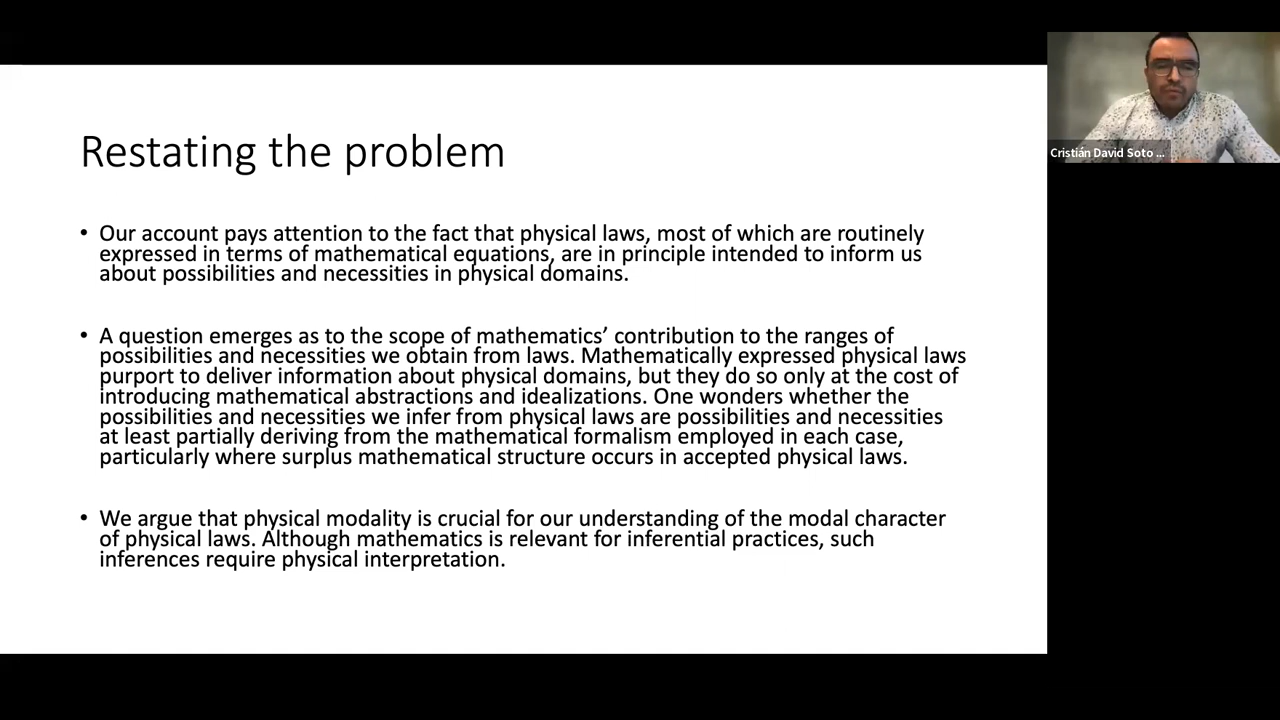 Restating the problem
• Our account pays attention to the fact that physical laws, most of which are routinely
expressed in terms of mathematical equations, are in principle intended to inform us
about possibilities and necessities in physical domains.
• A question emerges as to the scope of mathematics’ contribution to the ranges of
possibilities and necessities we obtain from laws. Mathematically expressed physical laws
purport to deliver information about physical domains, but they do so only at the cost of
introducing mathematical abstractions and idealizations. One wonders whether the
possibilities and necessities we infer from physical laws are possibilities and necessities
at least partially deriving from the mathematical formalism employed in each case,
particularly where surplus mathematical structure occurs in accepted physical laws.
• We argue that physical modality is crucial for our understanding of the modal character
of physical laws. Although mathematics is relevant for inferential practices, such
inferences require physical interpretation.
Cristián David Soto ...